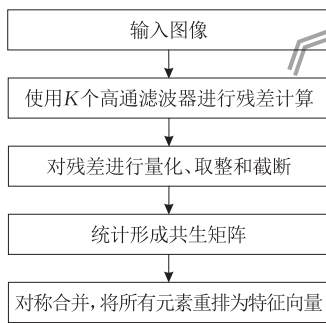 输入图像
使用K个高通滤波器进行残差计算
对残差进行量化、取整和截断
统计形成共生矩阵
对称合并,将所有元素重排为特征向量